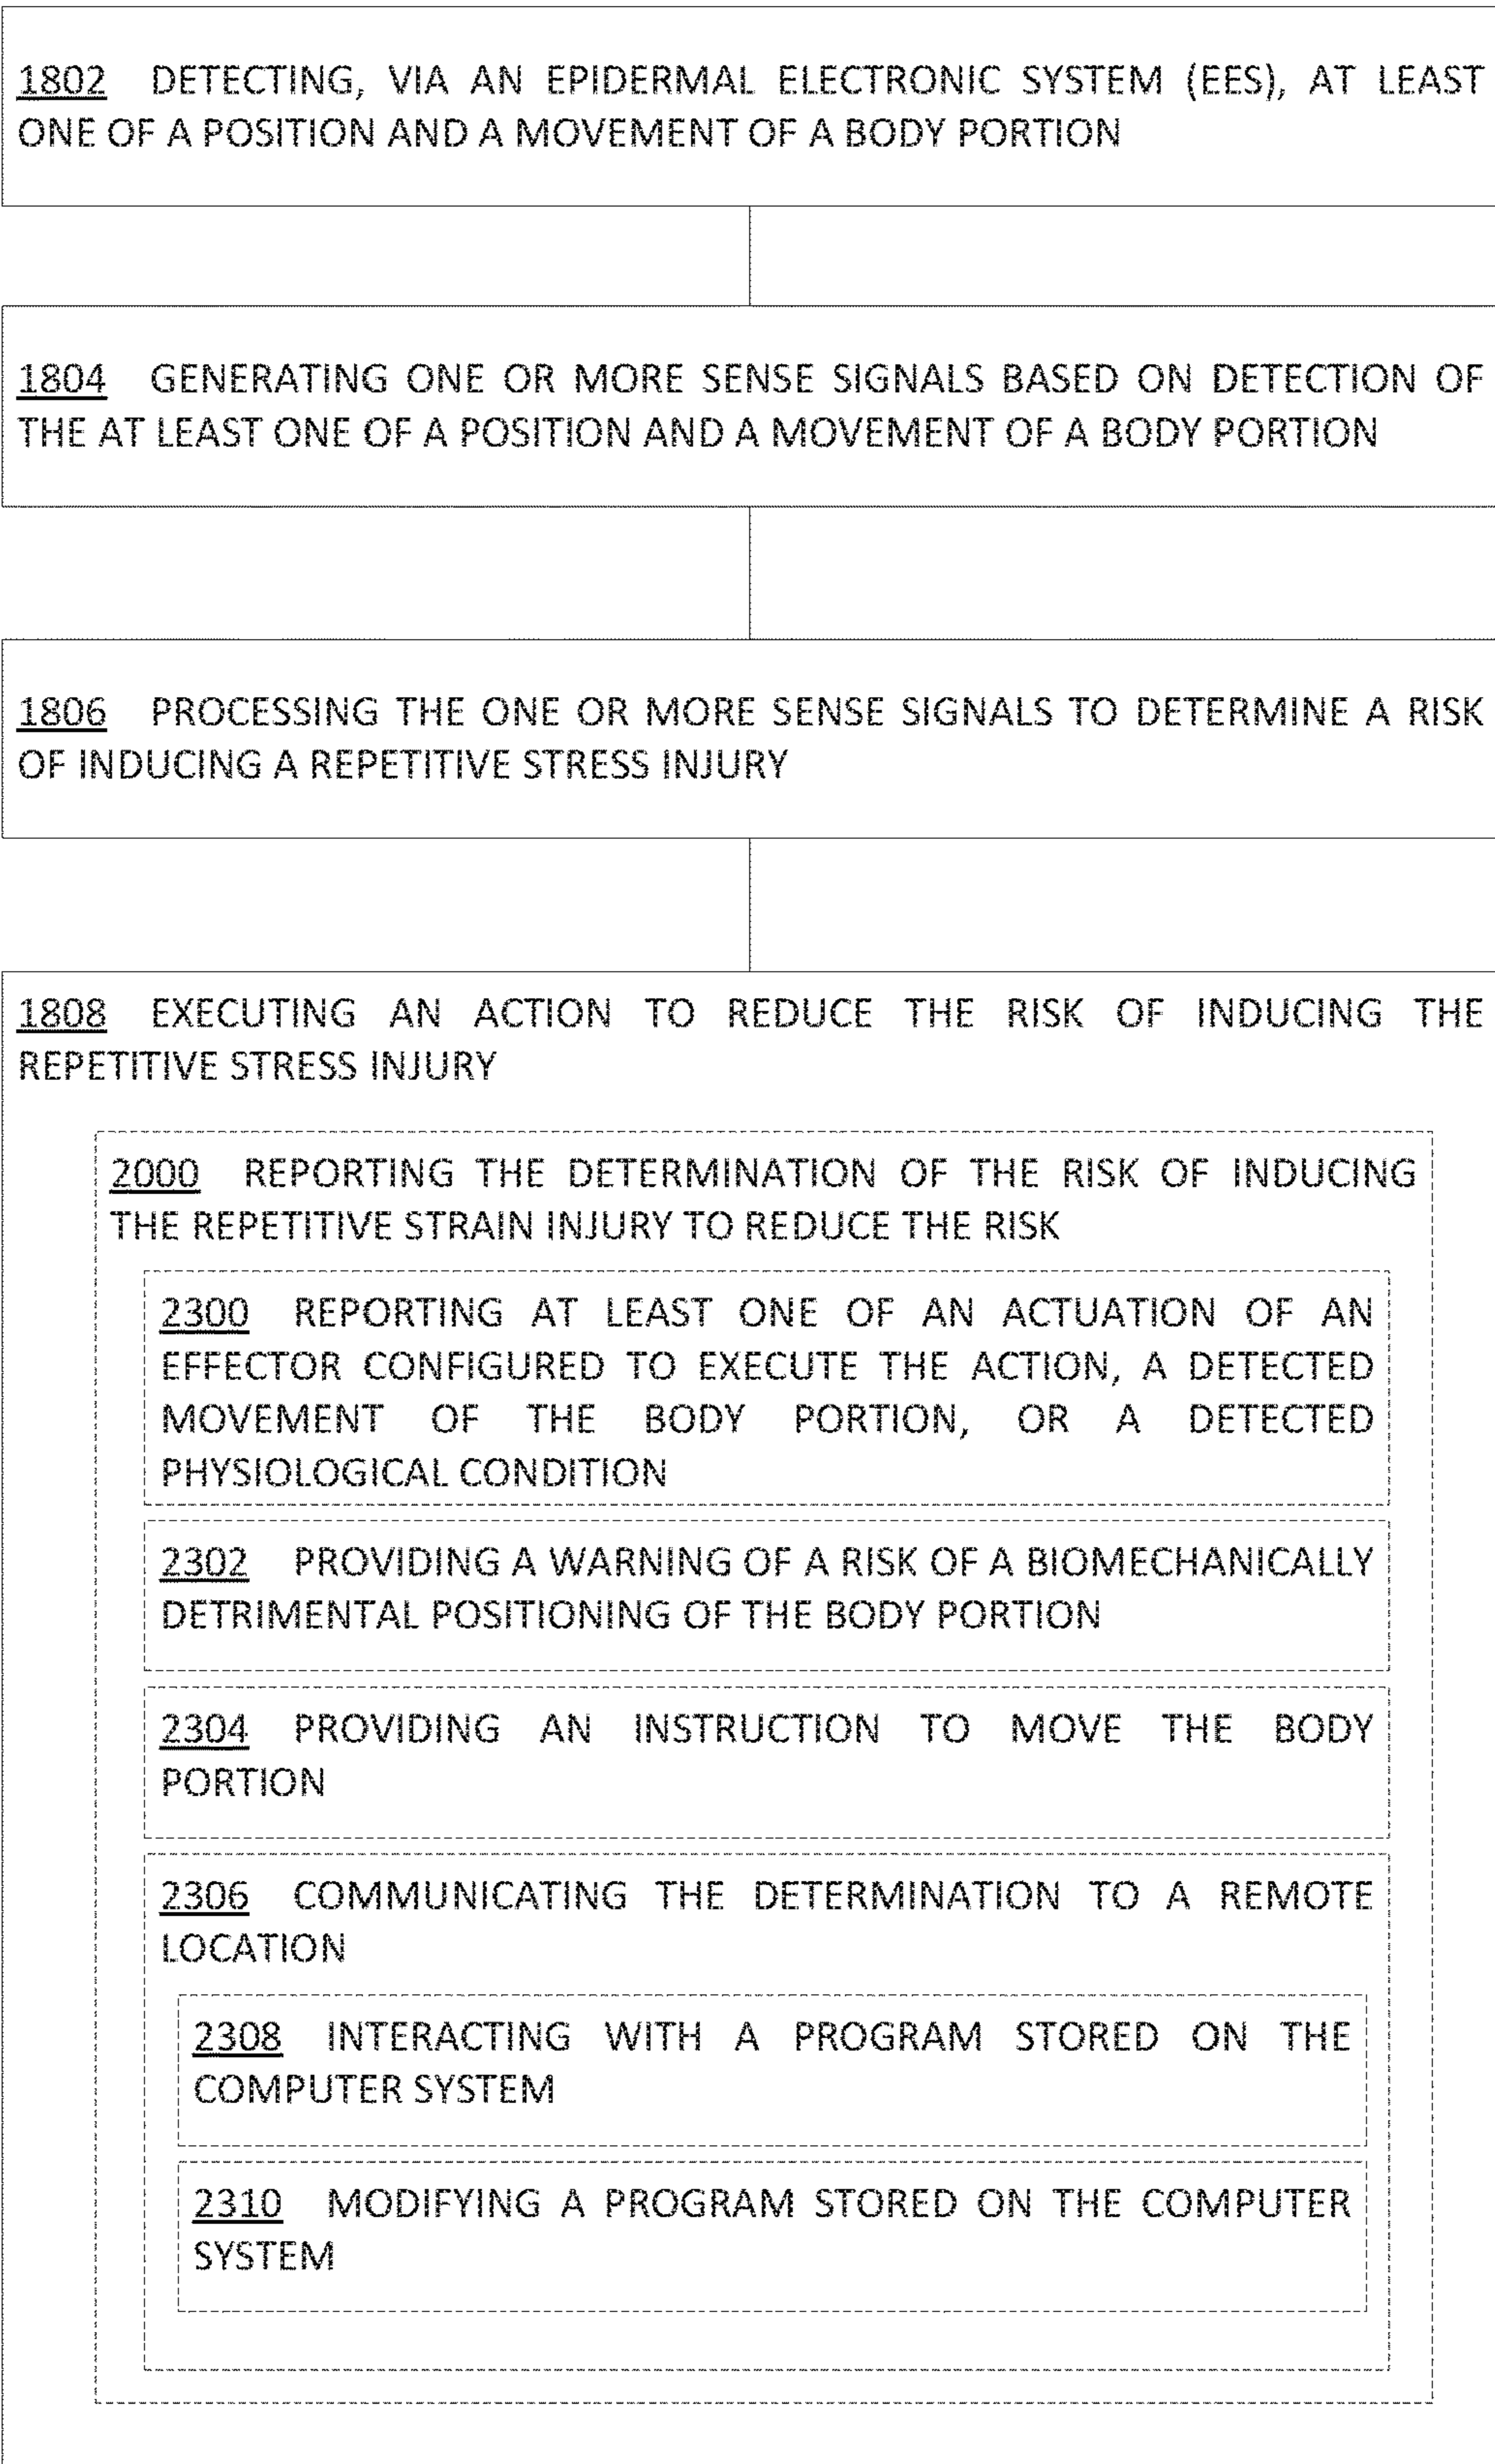 1802 DETECTING, VIA AN EPIDERMAL ELECTRONIC SYSTEM (EES), AT LEAST
ONE OF A POSITION AND A MOVEMENT OF A BODY PORTION
1804 GENERATING ONE OR MORE SENSE SIGNALS BASED ON DETECTION OF
THE AT LEAST ONE OF A POSITION AND A MOVEMENT OF A BODY PORTION
1806 PROCESSING THE ONE OR MORE SENSE SIGNALS TO DETERMINE A RISK
OF INDUCING A REPETITIVE STRESS INJURY
1808 EXECUTING AN ACTION TO REDUCE THE RISK OF INDUCING THE
REPETITIVE STRESS INJURY
2000 REPORTING THE DETERMINATION OF THE RISK OF INDUCING
THE REPETITIVE STRAIN INJURY TO REDUCE THE RISK
2300 REPORTING AT LEAST ONE OF AN ACTUATION OF AN
EFFECTOR CONFIGURED TO EXECUTE THE ACTION, A DETECTED
MOVEMENT OF THE BODY PORTION, OR A DETECTED
PHYSIOLOGICAL CONDITION
2302 PROVIDING A WARNING OF A RISK OF A BIOMECHANICALLY
DETRIMENTAL POSITIONING OF THE BODY PORTION
2304 PROVIDING AN INSTRUCTION TO MOVE THE BODY
PORTION
2306 COMMUNICATING THE DETERMINATION TO A REMOTE
LOCATION
2308 INTERACTING WITH A PROGRAM STORED ON THE
COMPUTER SYSTEM
2310 MODIFYING A PROGRAM STORED ON THE COMPUTER
SYSTEM